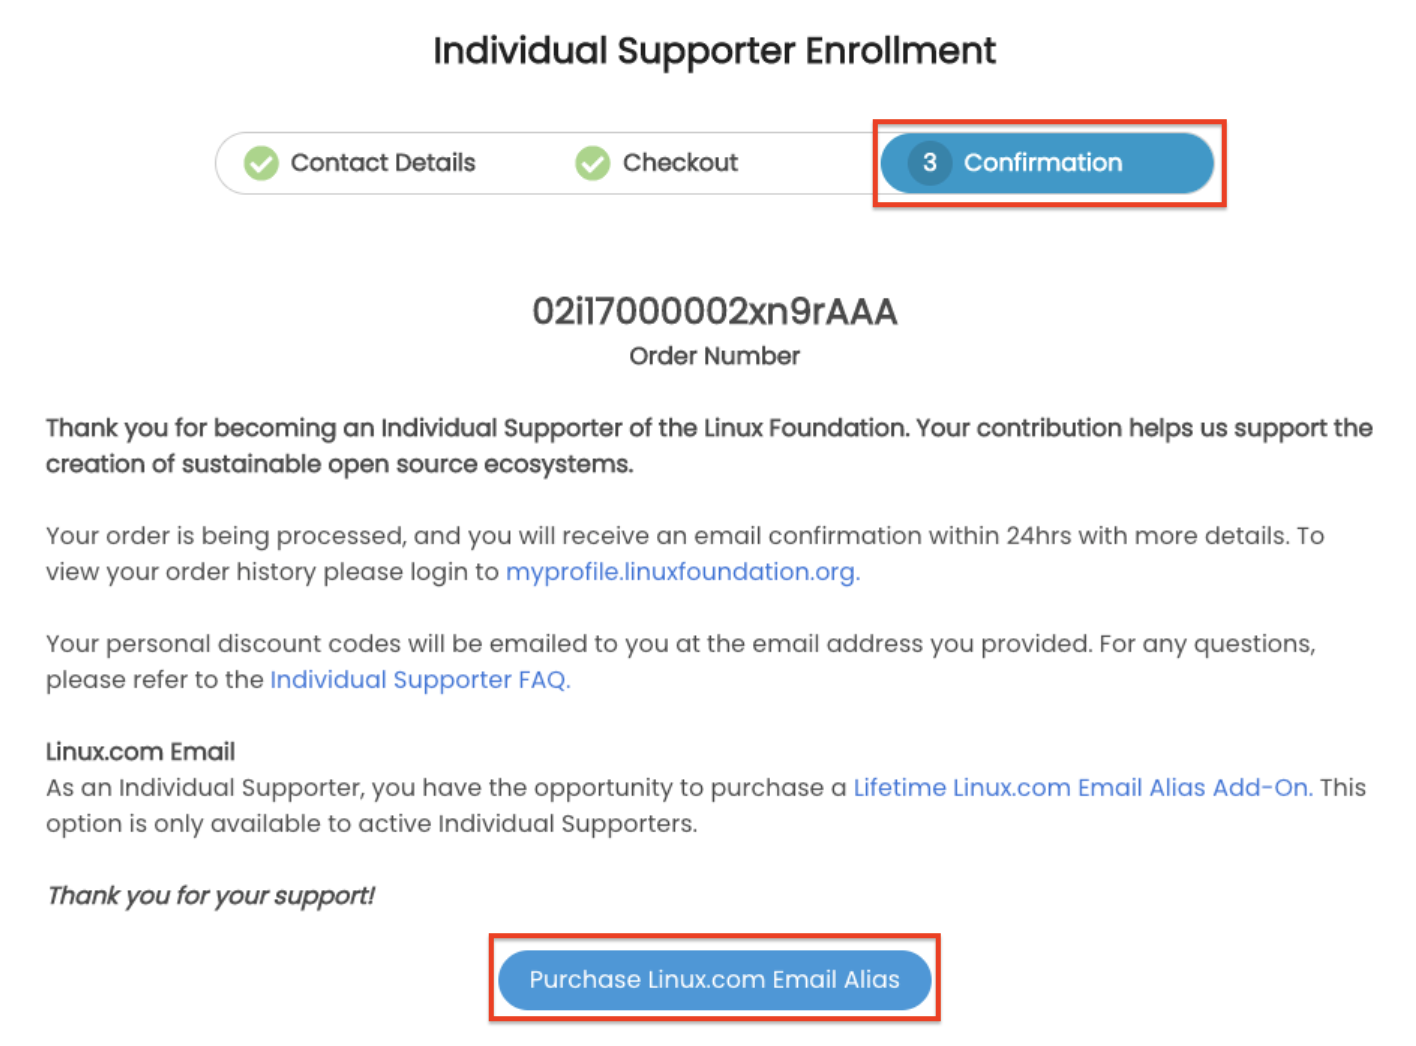 Individual Supporter Enrollment
Contact Details
Checkout
3 Confirmation
02i17000002xn9rAAA
Order Number
Thank you for becoming an Individual Supporter of the Linux Foundation. Your contribution helps us support the
creation of sustainable open source ecosystems.
Your order is being processed, and you will receive an email confirmation within 24hrs with more details. To
view your order history please login to myprofile.linuxfoundation.org.
Your personal discount codes will be emailed to you at the email address you provided. For any questions,
please refer to the Individual Supporter FAQ.
Linux.com Email
As an Individual Supporter, you have the opportunity to purchase a Lifetime Linux.com Email Alias Add-On. This
option is only available to active Individual Supporters.
Thank you for your support!
Purchase Linux.com Email Alias